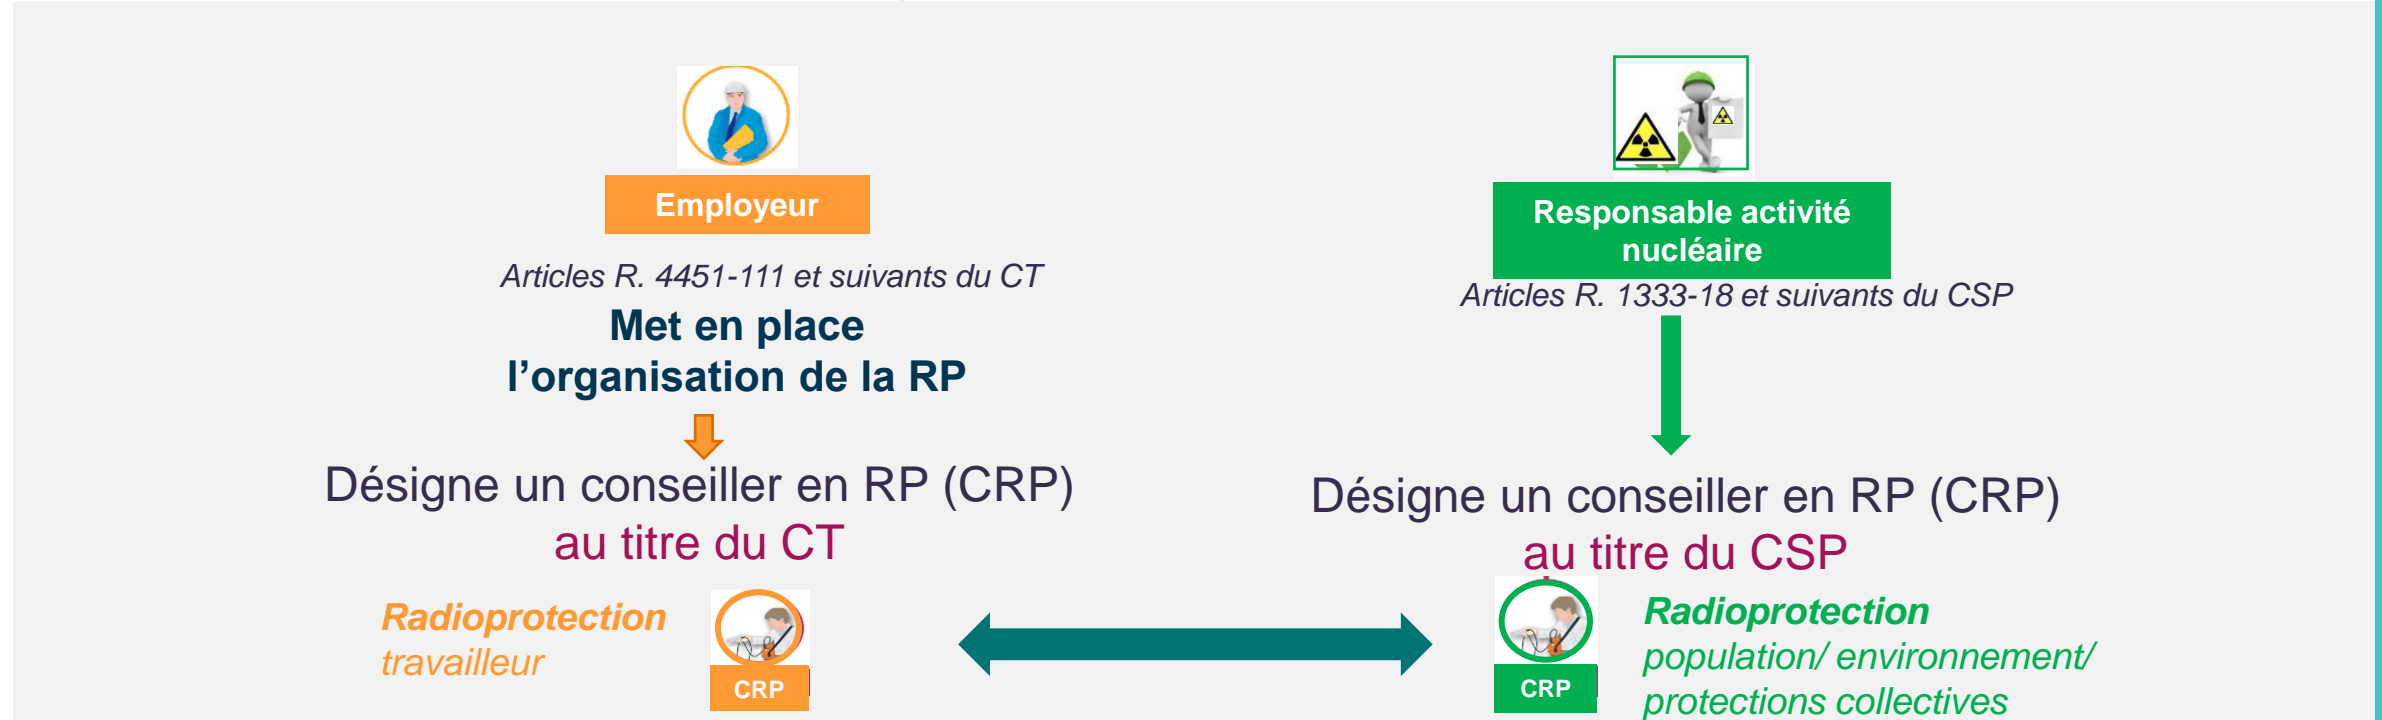 Employeur
Articles R. 4451-111 et suivants du CT
Met en place
l’organisation de la RP
Désigne un conseiller en RP (CRP)
au titre du CT
Radioprotection
travailleur
CRP
Responsable activité
nucléaire
Articles R. 1333-18 et suivants du CSP
Désigne un conseiller en RP (CRP)
au titre du CSP
CRP
Radioprotection
population/ environnement/
protections collectives